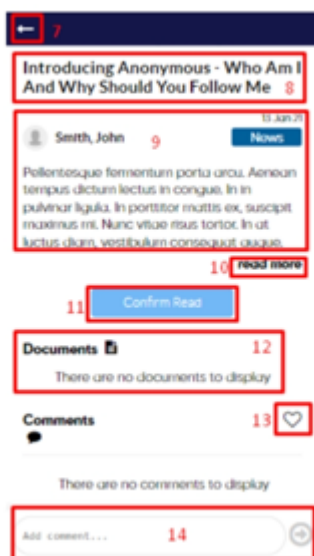 7
Introducing Anonymous - Who Am I
And Why Should You Follow Me 8
13 Jan 21
Smith, John 9 News
Pellentesque fermentum porta arcu. Aenean
tempus dictum lectus in congue. In in
pulvinar ligula. In porttitor mattis ex, suscipit
maximus mi. Nunc vitae risus tortor. In at
luctus diam, vestibulum consequat augue.
10 read more
11 Confirm Read
Documents 12
There are no documents to display
Comments 13
There are no comments to display
Add comment... 14